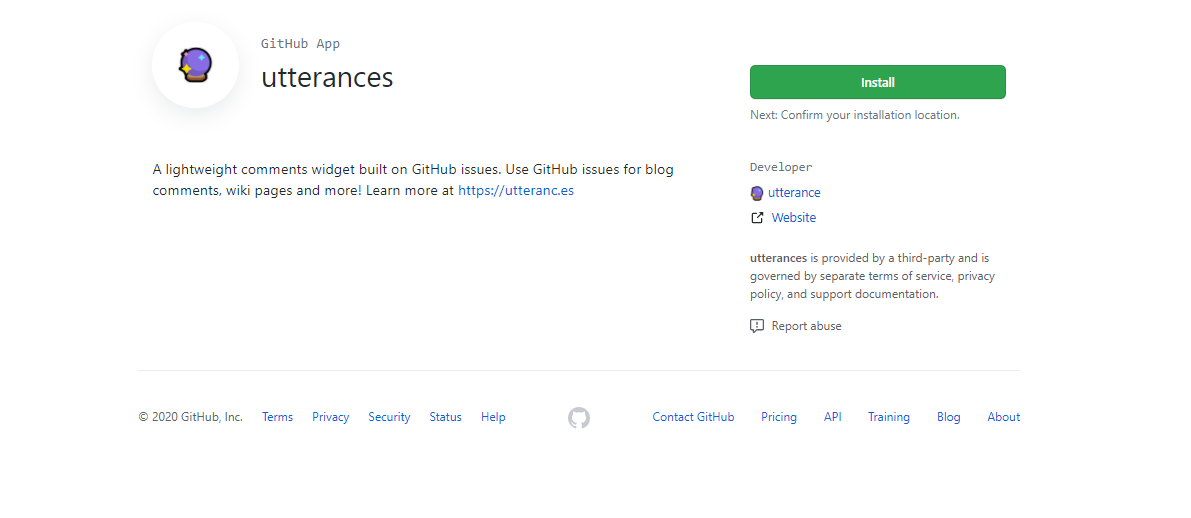 GitHub App
utterances
Install
Next: Confirm your installation location.
A lightweight comments widget built on GitHub issues. Use GitHub issues for blog
comments, wiki pages and more! Learn more at https://utteranc.es
Developer
utterance
Website
utterances is provided by a third-party and is
governed by separate terms of service, privacy
policy, and support documentation.
Report abuse
© 2020 GitHub, Inc. Terms Privacy Security Status Help Contact GitHub Pricing API Training Blog About